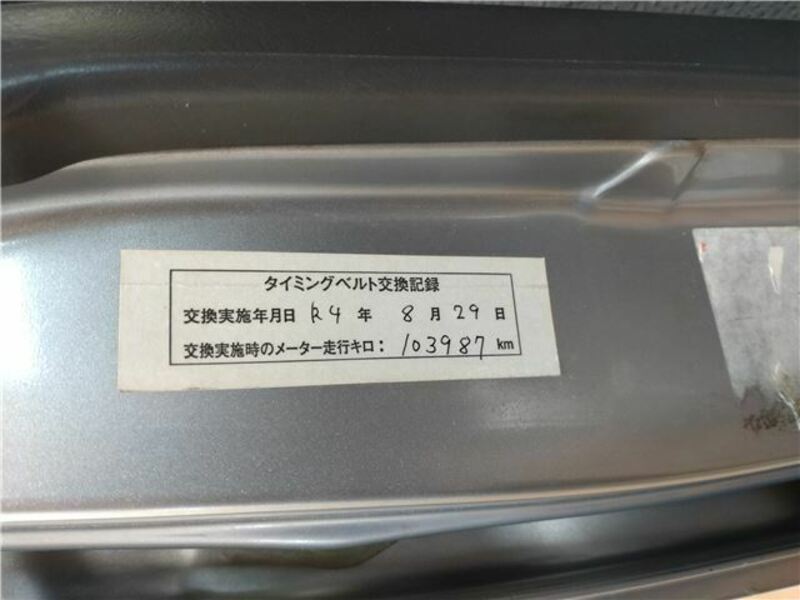 タイミングベルト交換記録
交換実施年月日 R4 年 8 月 29 日
交換実施時のメーター走行キロ： 103987 km